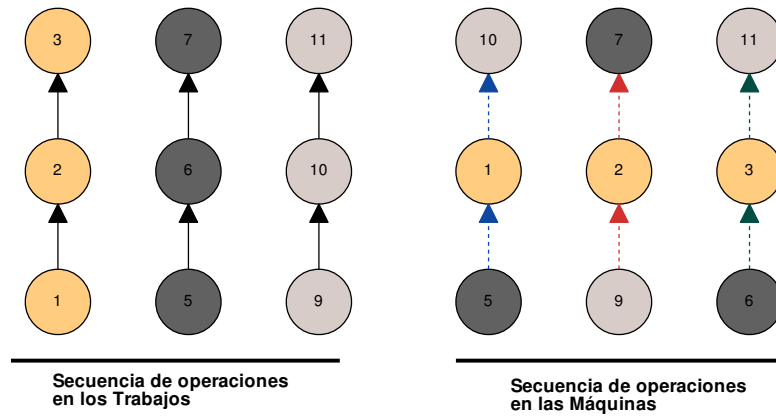 3 7 11 10 7 11
2 6 10 1 2 3
1 5 9 5 9 6
Secuencia de operaciones
en los Trabajos
Secuencia de operaciones
en las Máquinas